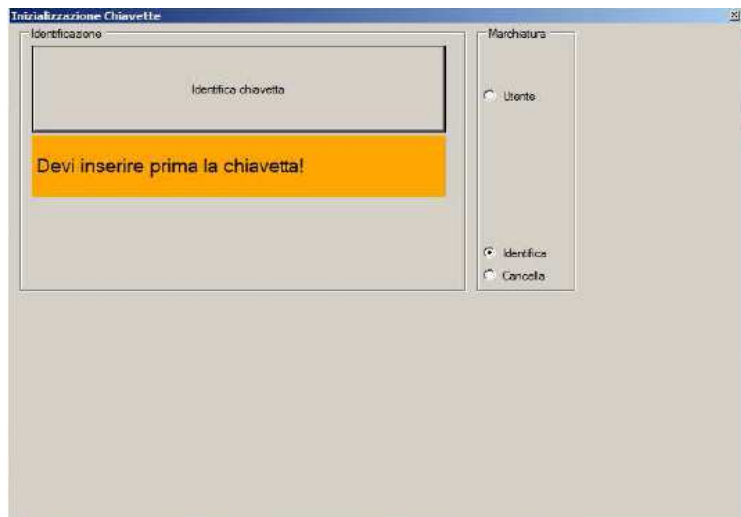 Inizializzazione Chiavette
Identificazione
Identifica chiavetta
Devi inserire prima la chiavetta!
Marchiatura
Utente
Identifica
Cancella